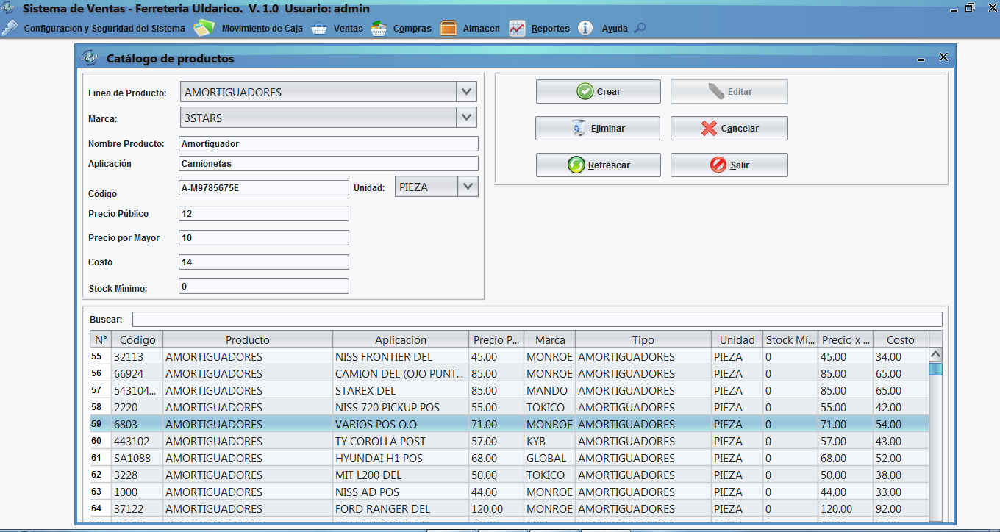 Sistema de Ventas - Ferreteria Uldarico. V. 1.0 Usuario: admin
Configuracion y Seguridad del Sistema Movimiento de Caja Ventas Compras Almacen Reportes Ayuda
Catálogo de productos
Linea de Producto: AMORTIGUADORES
Marca: 3STARS
Nombre Producto: Amortiguador
Aplicación Camionetas
Código A-M9785675E Unidad: PIEZA
Precio Público 12
Precio por Mayor 10
Costo 14
Stock Mínimo: 0
Crear Editar
Eliminar Cancelar
Refrescar Salir
Buscar:
N° Código Producto Aplicación Precio P... Marca Tipo Unidad Stock Mí... Precio x ... Costo
55 32113 AMORTIGUADORES NISS FRONTIER DEL 45.00 MONROE AMORTIGUADORES PIEZA 0 45.00 34.00
56 66924 AMORTIGUADORES CAMION DEL (OJO PUNT... 85.00 MONROE AMORTIGUADORES PIEZA 0 85.00 65.00
57 543104... AMORTIGUADORES STAREX DEL 85.00 MANDO AMORTIGUADORES PIEZA 0 85.00 65.00
58 2220 AMORTIGUADORES NISS 720 PICKUP POS 55.00 TOKICO AMORTIGUADORES PIEZA 0 55.00 42.00
59 6803 AMORTIGUADORES VARIOS POS O.O 71.00 MONROE AMORTIGUADORES PIEZA 0 71.00 54.00
60 443102 AMORTIGUADORES TY COROLLA POST 57.00 KYB AMORTIGUADORES PIEZA 0 57.00 43.00
61 SA1088 AMORTIGUADORES HYUNDAI H1 POS 68.00 GLOBAL AMORTIGUADORES PIEZA 0 68.00 52.00
62 3228 AMORTIGUADORES MIT L200 DEL 50.00 TOKICO AMORTIGUADORES PIEZA 0 50.00 38.00
63 1000 AMORTIGUADORES NISS AD POS 44.00 MONROE AMORTIGUADORES PIEZA 0 44.00 33.00
64 37122 AMORTIGUADORES FORD RANGER DEL 120.00 MONROE AMORTIGUADORES PIEZA 0 120.00 92.00